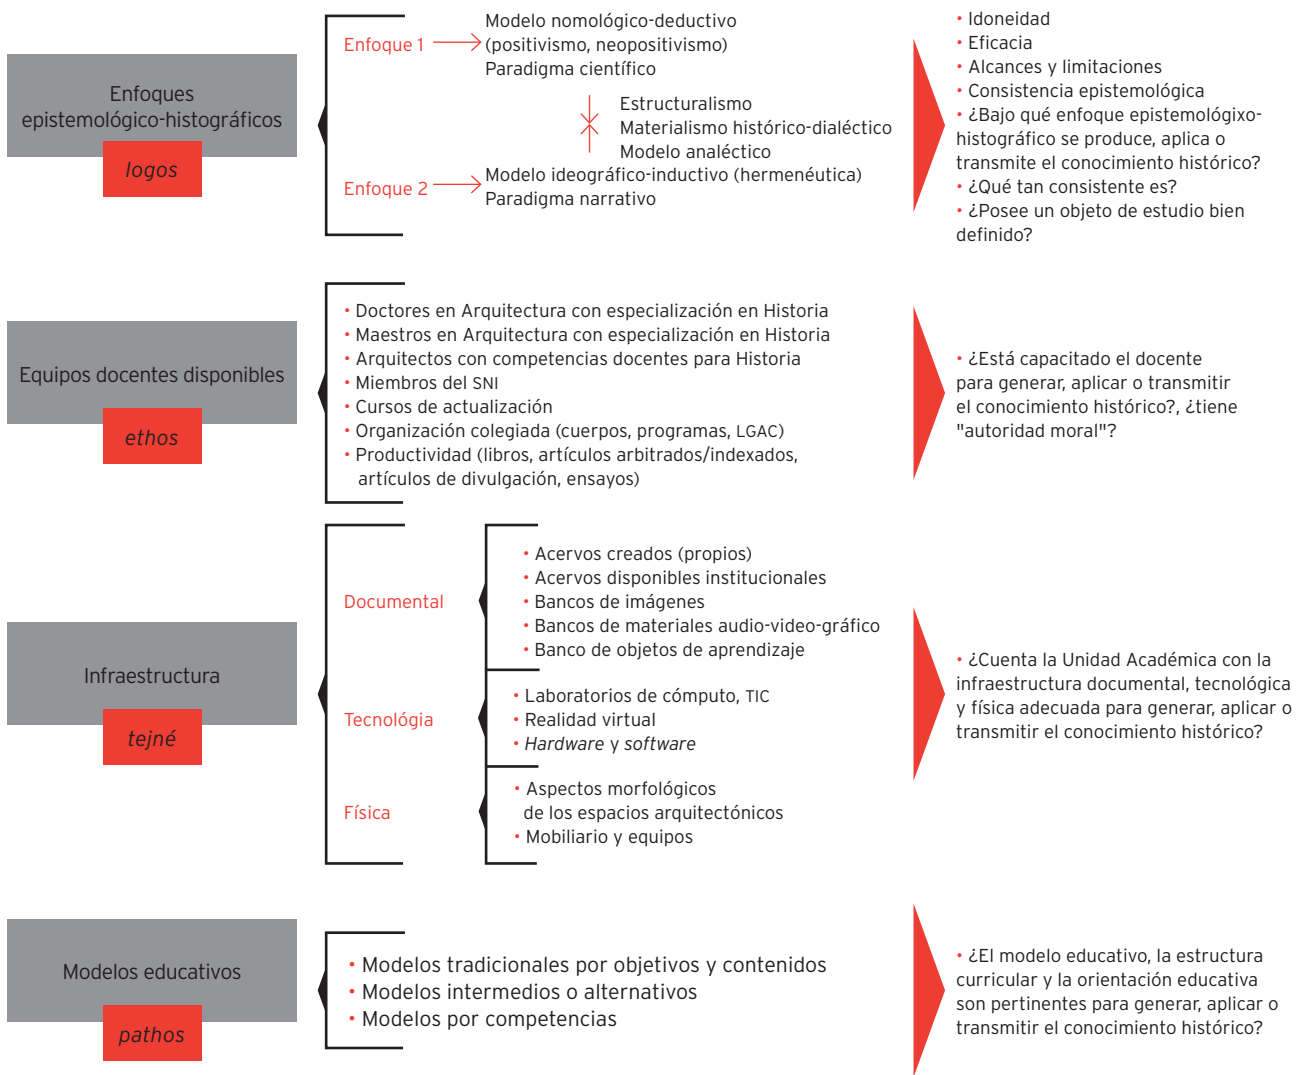 Enfoques
epistemológico-histográficos
logos
Enfoque 1
Modelo nomológico-deductivo
(positivismo, neopositivismo)
Paradigma científico
Estructuralismo
Materialismo histórico-dialéctico
Modelo analéctico
Enfoque 2
Modelo ideográfico-inductivo (hermenéutica)
Paradigma narrativo
• Idoneidad
• Eficacia
• Alcances y limitaciones
• Consistencia epistemológica
• ¿Bajo qué enfoque epistemológixo-
histográfico se produce, aplica o
transmite el conocimiento histórico?
• ¿Qué tan consistente es?
• ¿Posee un objeto de estudio bien
definido?
Equipos docentes disponibles
ethos
• Doctores en Arquitectura con especialización en Historia
• Maestros en Arquitectura con especialización en Historia
• Arquitectos con competencias docentes para Historia
• Miembros del SNI
• Cursos de actualización
• Organización colegiada (cuerpos, programas, LGAC)
• Productividad (libros, artículos arbitrados/indexados,
artículos de divulgación, ensayos)
• ¿Está capacitado el docente
para generar, aplicar o transmitir
el conocimiento histórico?, ¿tiene
"autoridad moral"?
Infraestructura
tejné
Documental
• Acervos creados (propios)
• Acervos disponibles institucionales
• Bancos de imágenes
• Bancos de materiales audio-video-gráfico
• Banco de objetos de aprendizaje
Tecnológia
• Laboratorios de cómputo, TIC
• Realidad virtual
• Hardware y software
Física
• Aspectos morfológicos
de los espacios arquitectónicos
• Mobiliario y equipos
• ¿Cuenta la Unidad Académica con la
infraestructura documental, tecnológica
y física adecuada para generar, aplicar o
transmitir el conocimiento histórico?
Modelos educativos
pathos
• Modelos tradicionales por objetivos y contenidos
• Modelos intermedios o alternativos
• Modelos por competencias
• ¿El modelo educativo, la estructura
curricular y la orientación educativa
son pertinentes para generar, aplicar o
transmitir el conocimiento histórico?